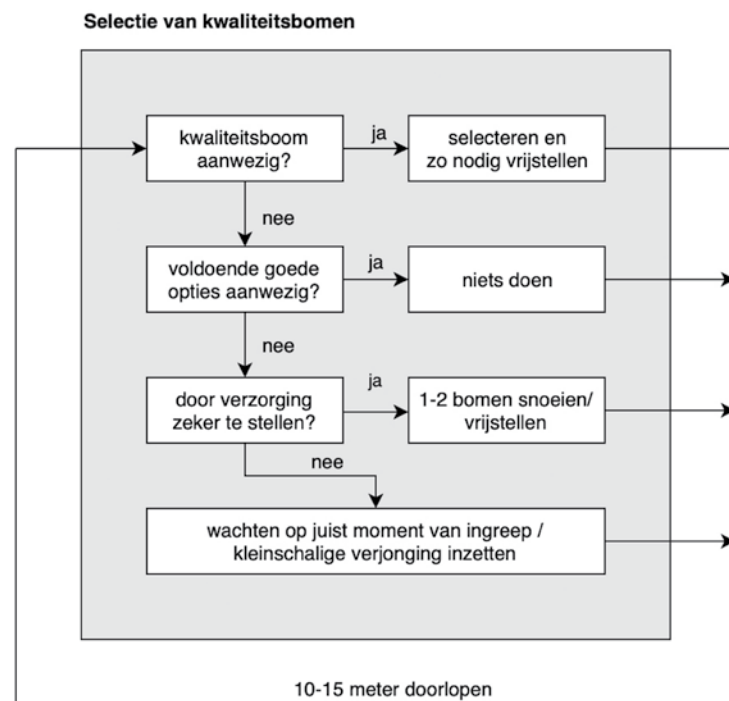 Selectie van kwaliteitsbomen
kwaliteitsboom
aanwezig?
ja
selecteren en
zo nodig vrijstellen
nee
voldoende goede
opties aanwezig?
ja
niets doen
nee
door verzorging
zeker te stellen?
ja
1-2 bomen snoeien/
vrijstellen
nee
wachten op juist moment van ingreep /
kleinschalige verjonging inzetten
10-15 meter doorlopen